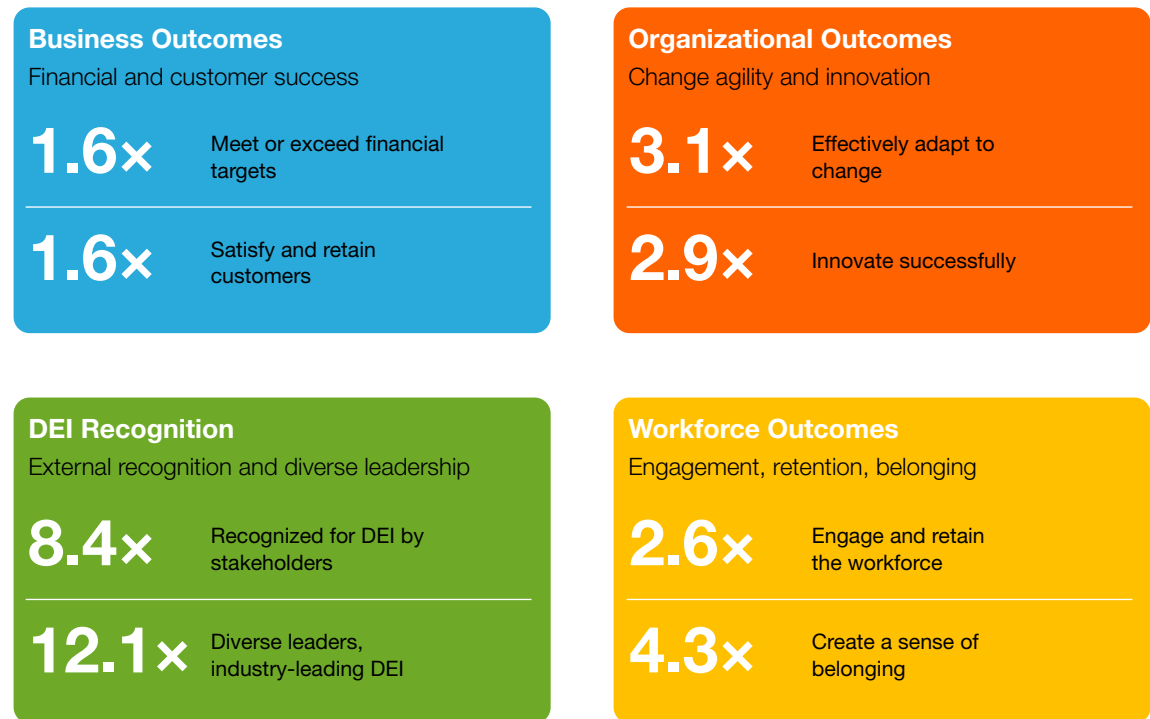 Business Outcomes
Financial and customer success
1.6×
Meet or exceed financial
targets
1.6×
Satisfy and retain
customers
Organizational Outcomes
Change agility and innovation
3.1×
Effectively adapt to
change
2.9×
Innovate successfully
DEI Recognition
External recognition and diverse leadership
8.4×
Recognized for DEI by
stakeholders
12.1×
Diverse leaders,
industry-leading DEI
Workforce Outcomes
Engagement, retention, belonging
2.6×
Engage and retain
the workforce
4.3×
Create a sense of
belonging